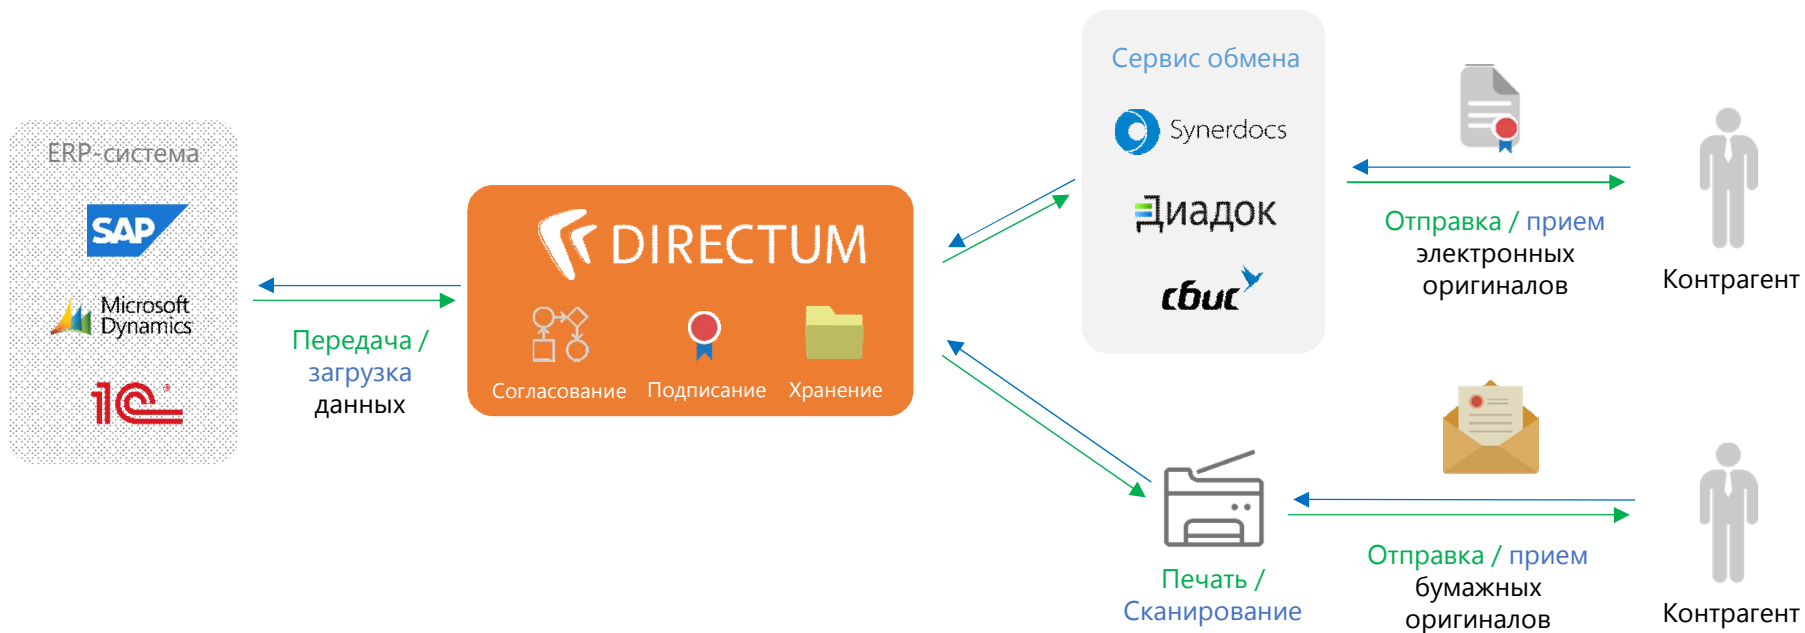 ERP-система
SAP
Microsoft
Dynamics
1С®
Передача /
загрузка
данных
DIRECTUM
Согласование
Подписание
Хранение
Сервис обмена
Synerdocs
Диадок
сбис
Отправка / прием
электронных
оригиналов
Контрагент
Печать /
Сканирование
Отправка / прием
бумажных
оригиналов
Контрагент